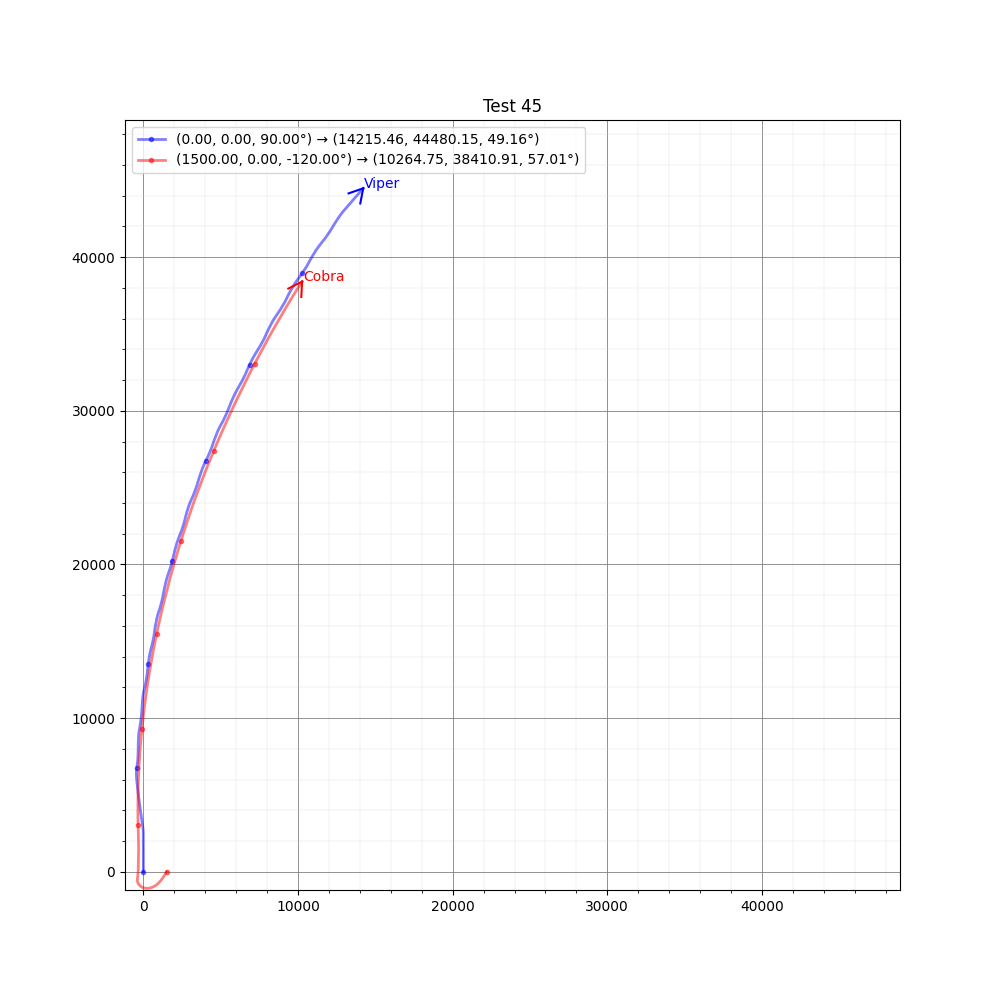 Test 45
(0.00, 0.00, 90.00°) → (14215.46, 44480.15, 49.16°)
(1500.00, 0.00, -120.00°) → (10264.75, 38410.91, 57.01°)
Viper
Cobra
40000
30000
20000
10000
0
0 10000 20000 30000 40000